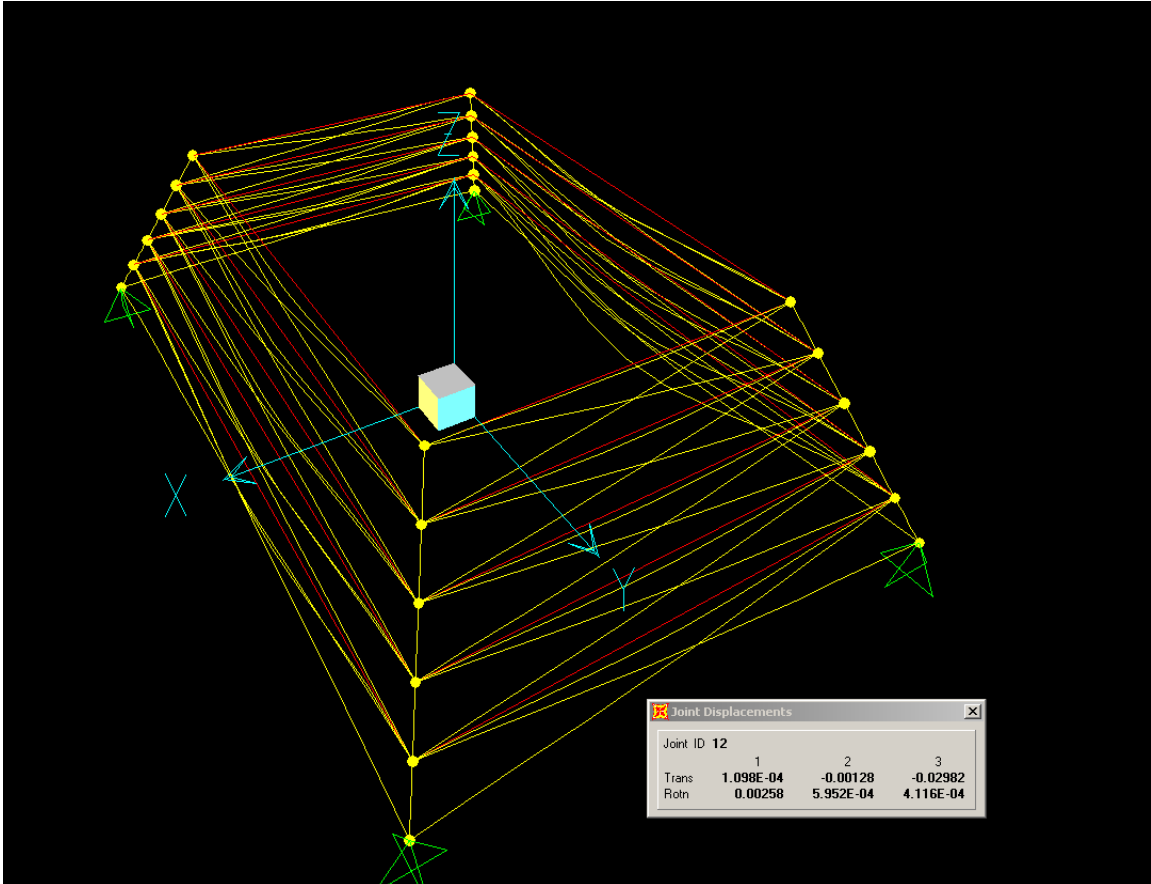 Z
X
Y
Joint Displacements
Joint ID 12
1 2 3
Trans 1.098E-04 -0.00128 -0.02982
Rotn 0.00258 5.952E-04 4.116E-04